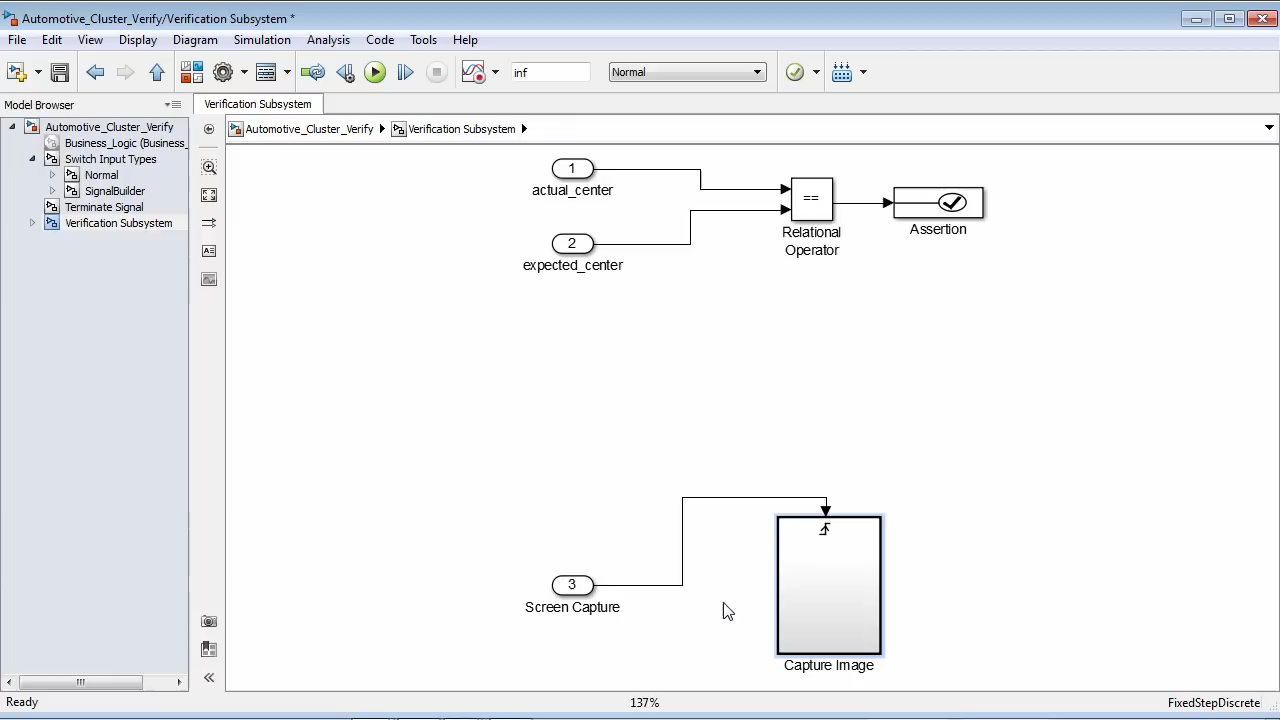 Automotive_Cluster_Verify/Verification Subsystem *
File Edit View Display Diagram Simulation Analysis Code Tools Help
inf Normal
Model Browser
Verification Subsystem
Automotive_Cluster_Verify Verification Subsystem
Automotive_Cluster_Verify
Business_Logic (Business_
Switch Input Types
Normal
SignalBuilder
Terminate Signal
Verification Subsystem
1
actual_center
2
expected_center
==
Relational
Operator
Assertion
3
Screen Capture
Capture Image
Ready 137% FixedStepDiscrete